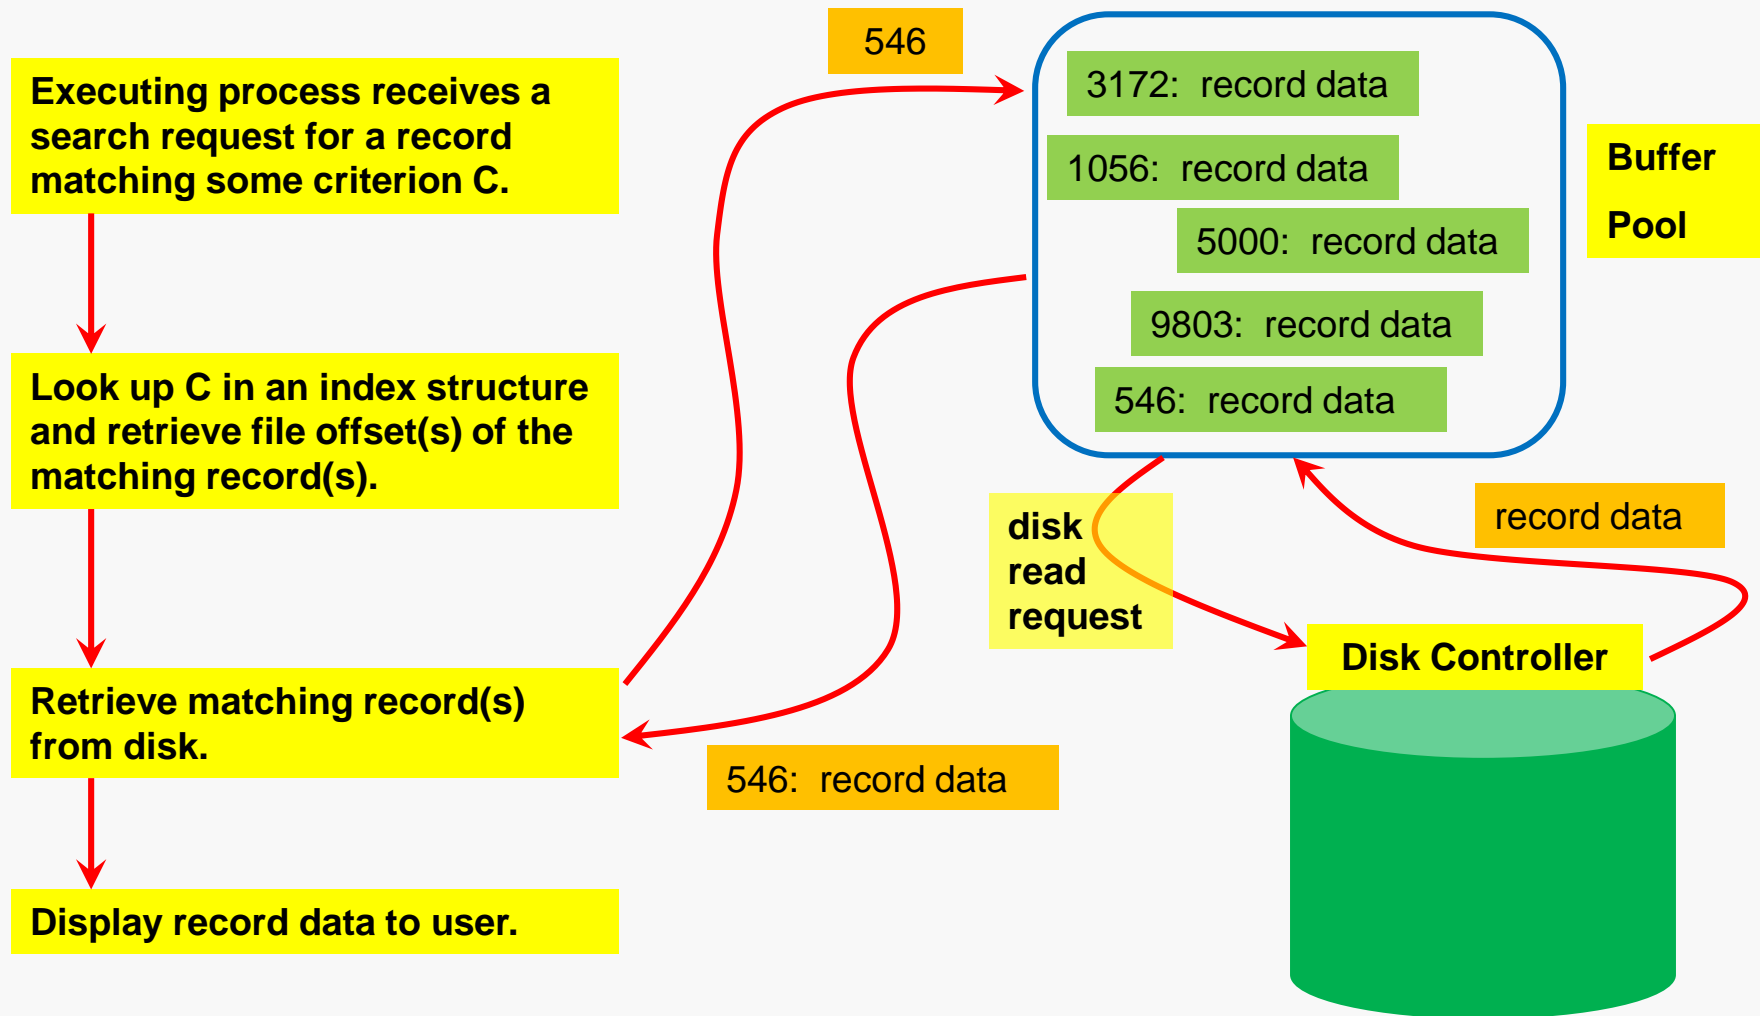 Executing process receives a
search request for a record
matching some criterion C.
Look up C in an index structure
and retrieve file offset(s) of the
matching record(s).
Retrieve matching record(s)
from disk.
Display record data to user.
546
3172: record data
1056: record data
5000: record data
9803: record data
546: record data
Buffer
Pool
disk
read
request
record data
Disk Controller
546: record data